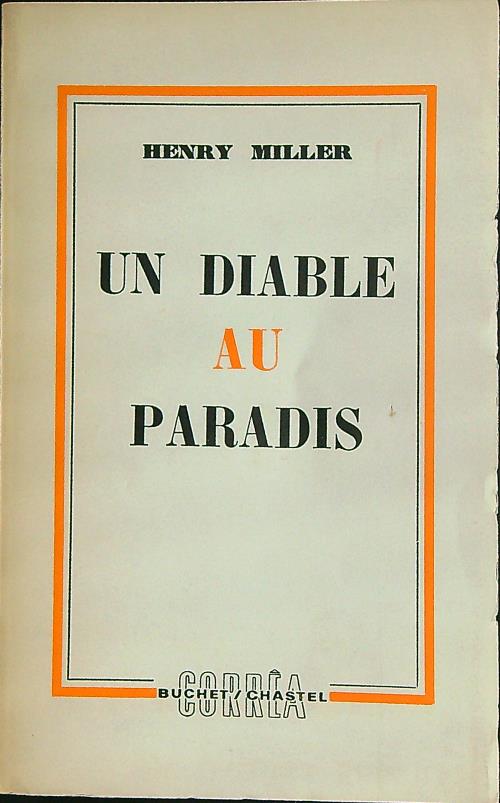 HENRY MILLER
UN DIABLE
AU
PARADIS
CORRÊA
BUCHET/CHASTEL